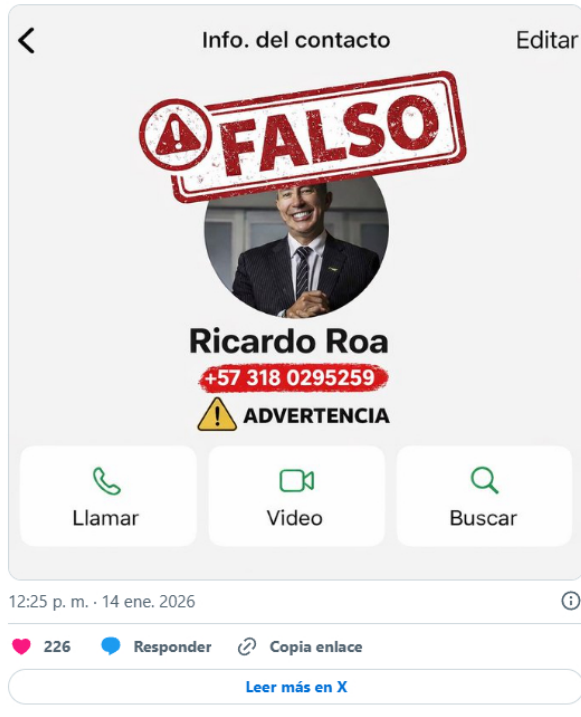 Info. del contacto Editar
FALSO
Ricardo Roa
+57 318 0295259
ADVERTENCIA
Llamar Video Buscar
12:25 p. m. · 14 ene. 2026
226 Responder Copia enlace
Leer más en X